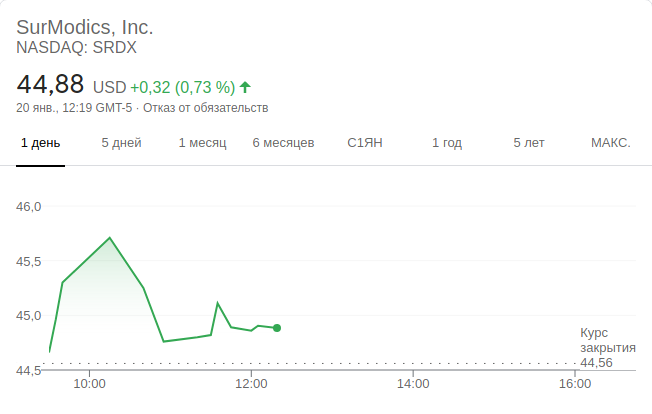 SurModics, Inc.
NASDAQ: SRDX
44,88 USD +0,32 (0,73 %)
20 янв., 12:19 GMT-5 · Отказ от обязательств
1 день 5 дней 1 месяц 6 месяцев С1ЯН 1 год 5 лет МАКС.
46,0
45,5
45,0
44,5
Курс
закрытия
44,56
10:00 12:00 14:00 16:00